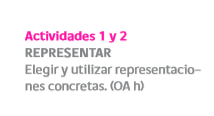 Actividades 1 y 2
REPRESENTAR
Elegir y utilizar representacio-
nes concretas. (OA h)